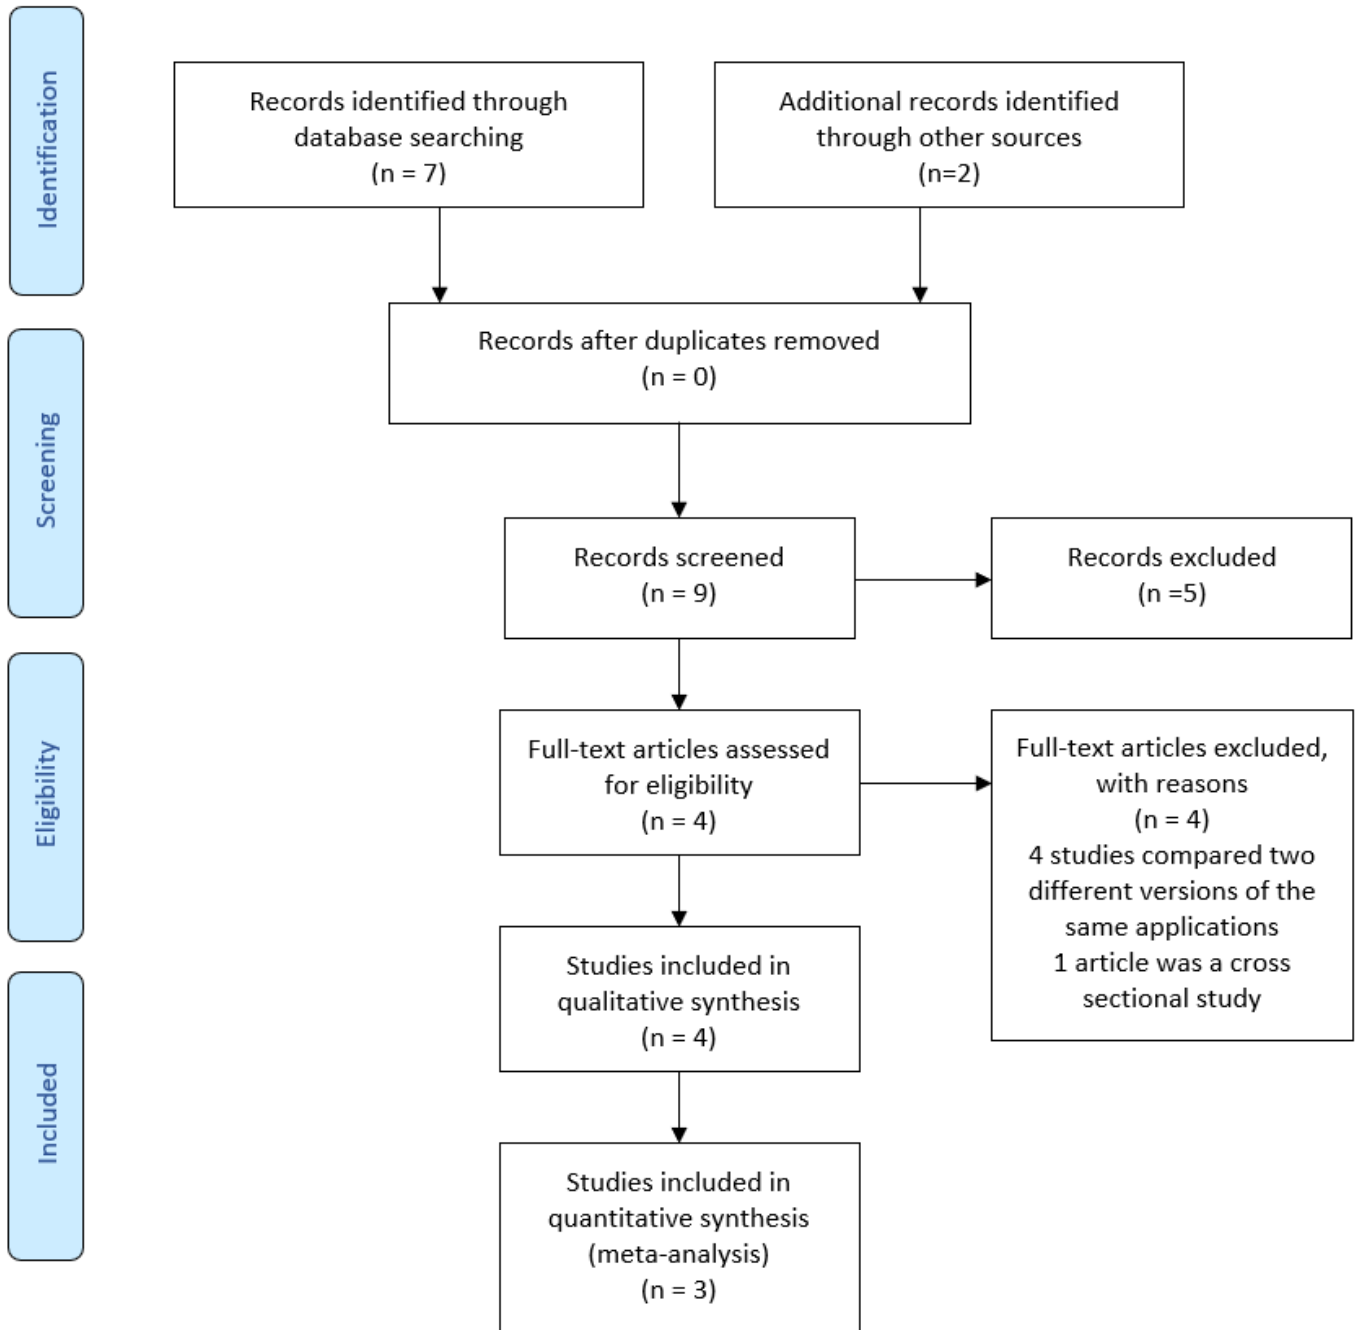 Identification
Records identified through
database searching
(n = 7)
Additional records identified
through other sources
(n=2)
Records after duplicates removed
(n = 0)
Screening
Records screened
(n = 9)
Records excluded
(n =5)
Eligibility
Full-text articles assessed
for eligibility
(n = 4)
Full-text articles excluded,
with reasons
(n = 4)
4 studies compared two
different versions of the
same applications
1 article was a cross
sectional study
Studies included in
qualitative synthesis
(n = 4)
Included
Studies included in
quantitative synthesis
(meta-analysis)
(n = 3)